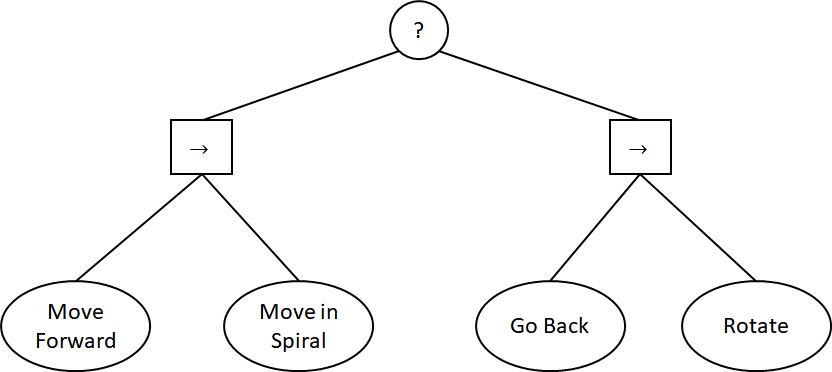 ?
→
→
Move
Forward
Move in
Spiral
Go Back
Rotate